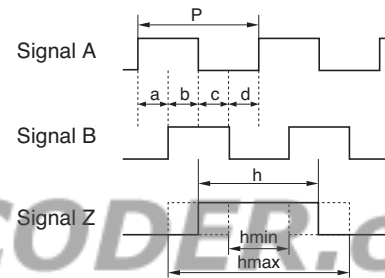 P
Signal A
a b c d
Signal B
h
Signal Z
hmin
hmax
CODER.c